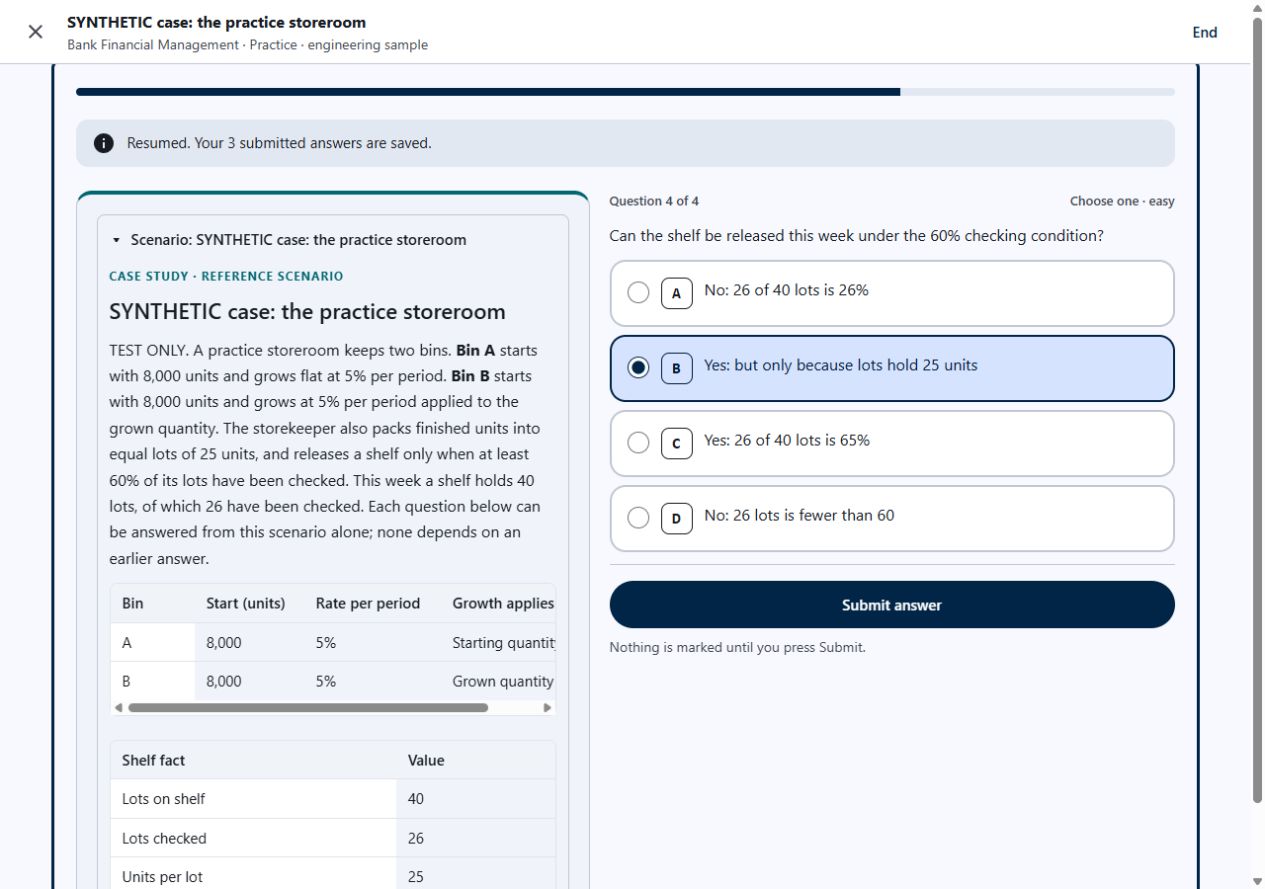 SYNTHETIC case: the practice storeroom
Bank Financial Management · Practice · engineering sample
End
Resumed. Your 3 submitted answers are saved.
Scenario: SYNTHETIC case: the practice storeroom
CASE STUDY · REFERENCE SCENARIO
SYNTHETIC case: the practice storeroom
TEST ONLY. A practice storeroom keeps two bins. Bin A starts
with 8,000 units and grows flat at 5% per period. Bin B starts
with 8,000 units and grows at 5% per period applied to the
grown quantity. The storekeeper also packs finished units into
equal lots of 25 units, and releases a shelf only when at least
60% of its lots have been checked. This week a shelf holds 40
lots, of which 26 have been checked. Each question below can
be answered from this scenario alone; none depends on an
earlier answer.
Bin Start (units) Rate per period Growth applies
A 8,000 5% Starting quantit
B 8,000 5% Grown quantity
Shelf fact Value
Lots on shelf 40
Lots checked 26
Units per lot 25
Question 4 of 4 Choose one · easy
Can the shelf be released this week under the 60% checking condition?
A No: 26 of 40 lots is 26%
B Yes: but only because lots hold 25 units
C Yes: 26 of 40 lots is 65%
D No: 26 lots is fewer than 60
Submit answer
Nothing is marked until you press Submit.